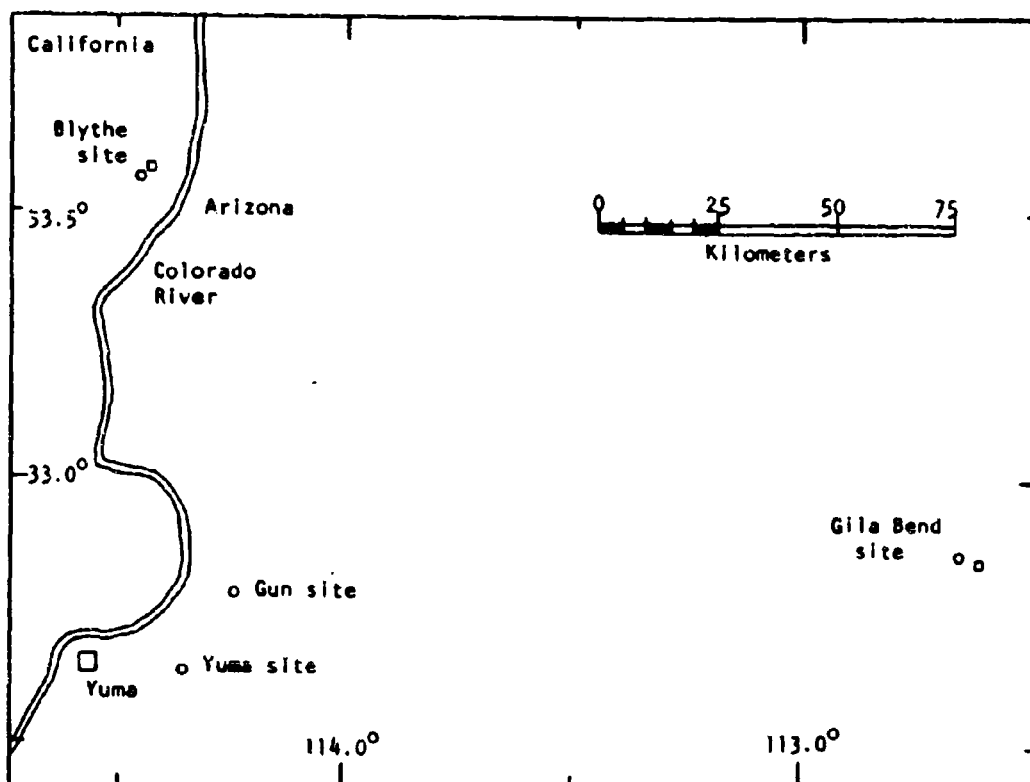 California
Blythe
site
53.5°
Arizona
0 25 50 75
Kilometers
Colorado
River
33.0°
Gila Bend
site
Gun site
Yuma site
Yuma
114.0° 113.0°